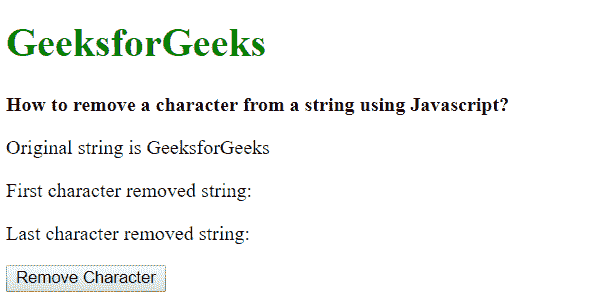 GeeksforGeeks
How to remove a character from a string using Javascript?
Original string is GeeksforGeeks
First character removed string:
Last character removed string:
Remove Character